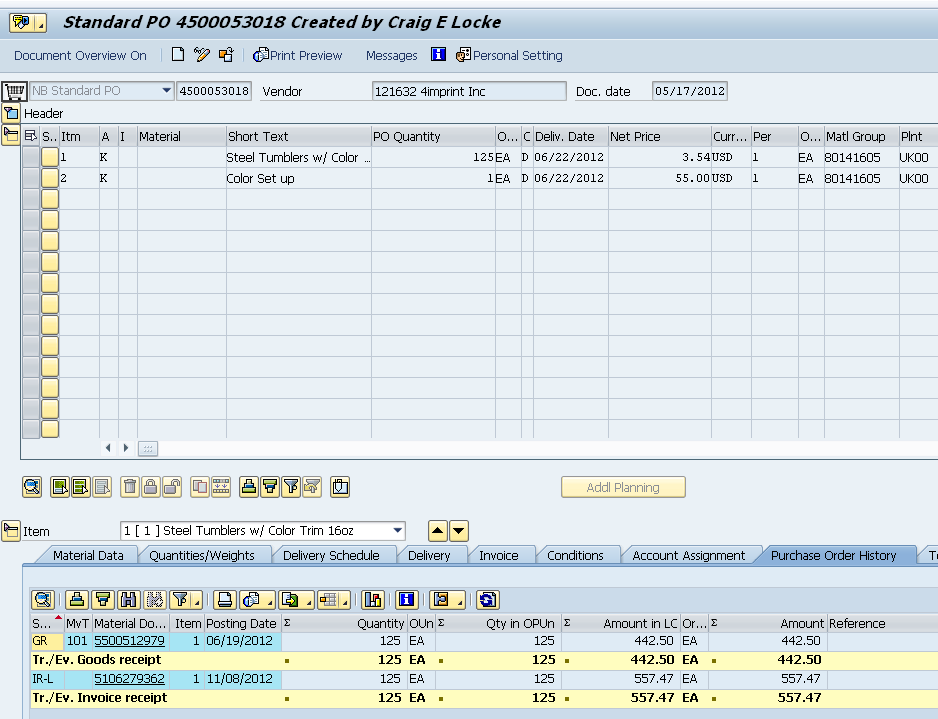 Standard PO 4500053018 Created by Craig E Locke
Document Overview On Print Preview Messages Personal Setting
NB Standard PO 4500053018 Vendor 121632 4imprint Inc Doc. date 05/17/2012
Header
S.. Itm A I Material Short Text PO Quantity O... C Deliv. Date Net Price Curr... Per O... Matl Group Plnt
1 K Steel Tumblers w/ Color ... 125 EA D 06/22/2012 3.54 USD 1 EA 80141605 UK00
2 K Color Set up 1 EA D 06/22/2012 55.00 USD 1 EA 80141605 UK00
Addl Planning
Item 1 [ 1 ] Steel Tumblers w/ Color Trim 16oz
Material Data Quantities/Weights Delivery Schedule Delivery Invoice Conditions Account Assignment Purchase Order History Te
S... MvT Material Do... Item Posting Date Σ Quantity OUn Σ Qty in OPUn Σ Amount in LC Or... Σ Amount Reference
GR 101 5500512979 1 06/19/2012 125 EA 125 442.50 EA 442.50
Tr./Ev. Goods receipt ▪ 125 EA ▪ 125 ▪ 442.50 EA ▪ 442.50
IR-L 5106279362 1 11/08/2012 125 EA 125 557.47 EA 557.47
Tr./Ev. Invoice receipt ▪ 125 EA ▪ 125 ▪ 557.47 EA ▪ 557.47